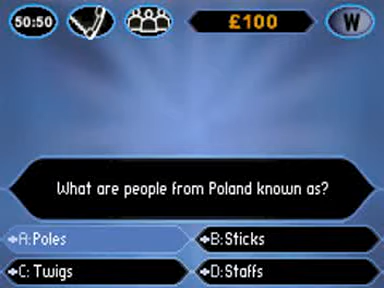 50:50
£100
W
What are people from Poland known as?
A:Poles
B:Sticks
C:Twigs
D:Staffs